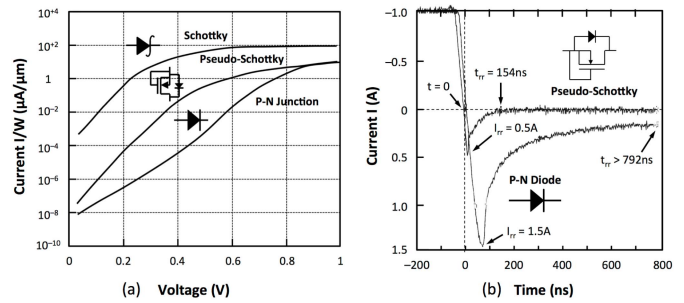 Current I/W (µA/µm)
10+4
10+2
1
10–2
10–4
10–6
10–8
10–10
Schottky
Pseudo-Schottky
P-N Junction
0
0.2
0.4
0.6
0.8
1
(a) Voltage (V)
Current I (A)
–1.0
0.5
0
0.5
1.0
1.5
t = 0
trr = 154ns
Pseudo-Schottky
Irr = 0.5A
trr > 792ns
P-N Diode
Irr = 1.5A
–200
0
200
400
600
800
(b) Time (ns)